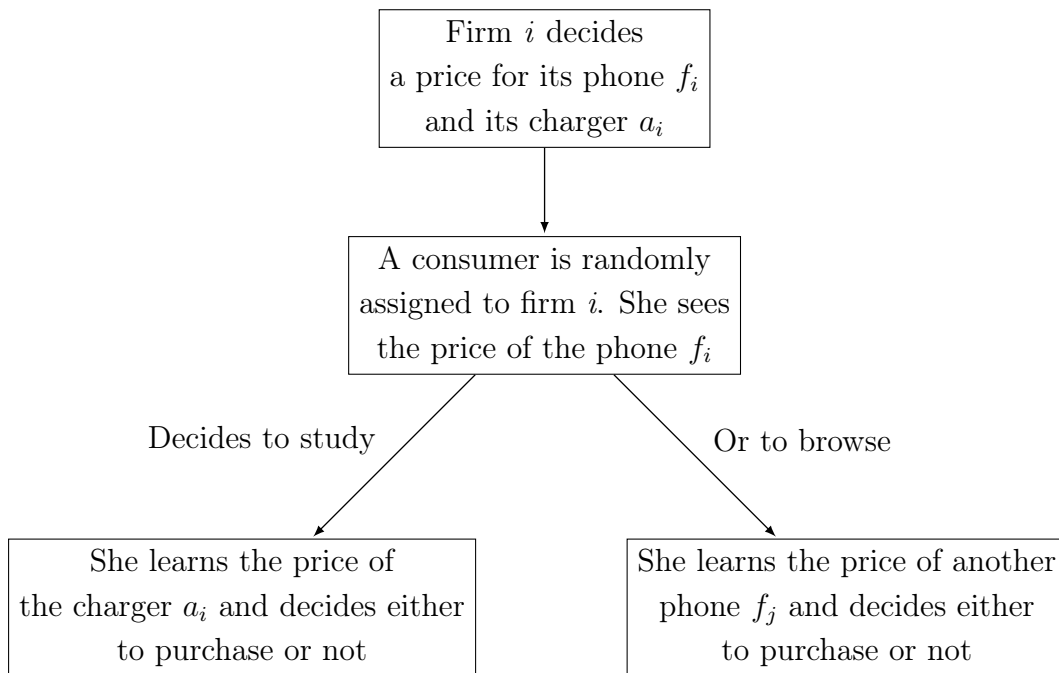 Firm i decides
a price for its phone f_i
and its charger a_i
A consumer is randomly
assigned to firm i. She sees
the price of the phone f_i
Decides to study
Or to browse
She learns the price of
the charger a_i and decides either
to purchase or not
She learns the price of another
phone f_j and decides either
to purchase or not